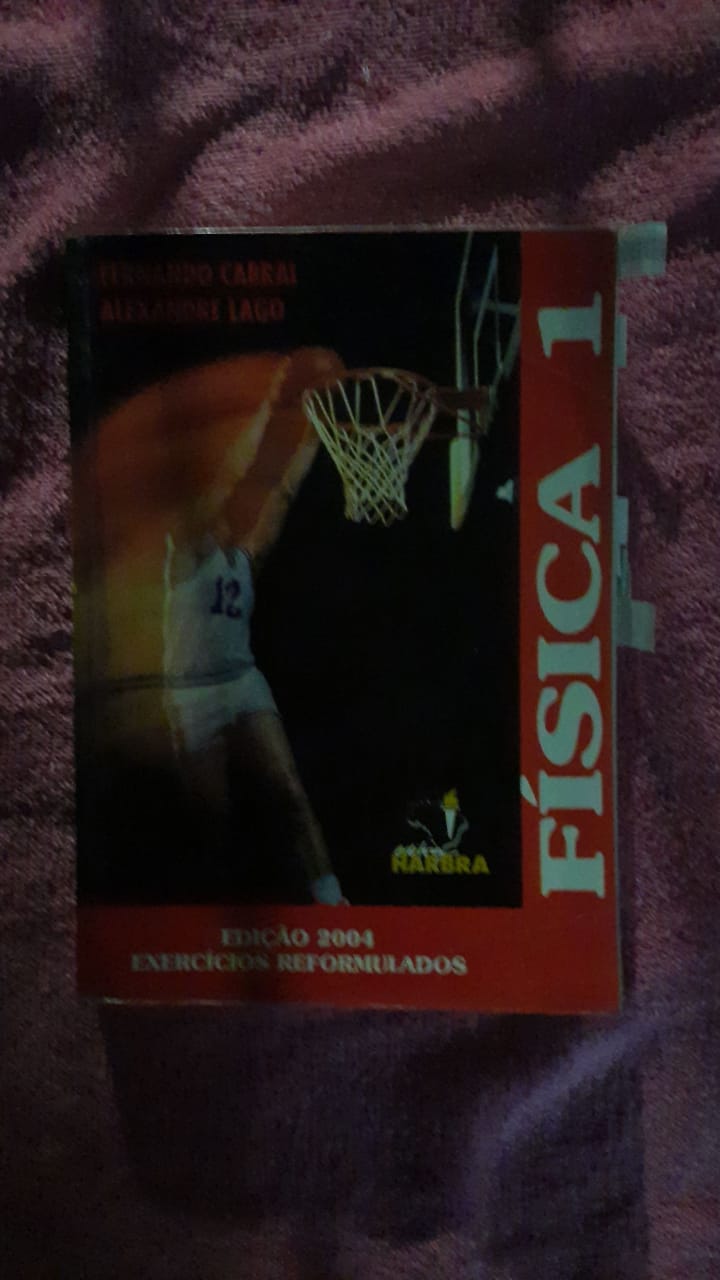 FERNANDO CABRAL
ALEXANDRE LAGO
FÍSICA 1
12
HARBRA
EDIÇÃO 2004
EXERCÍCIOS REFORMULADOS